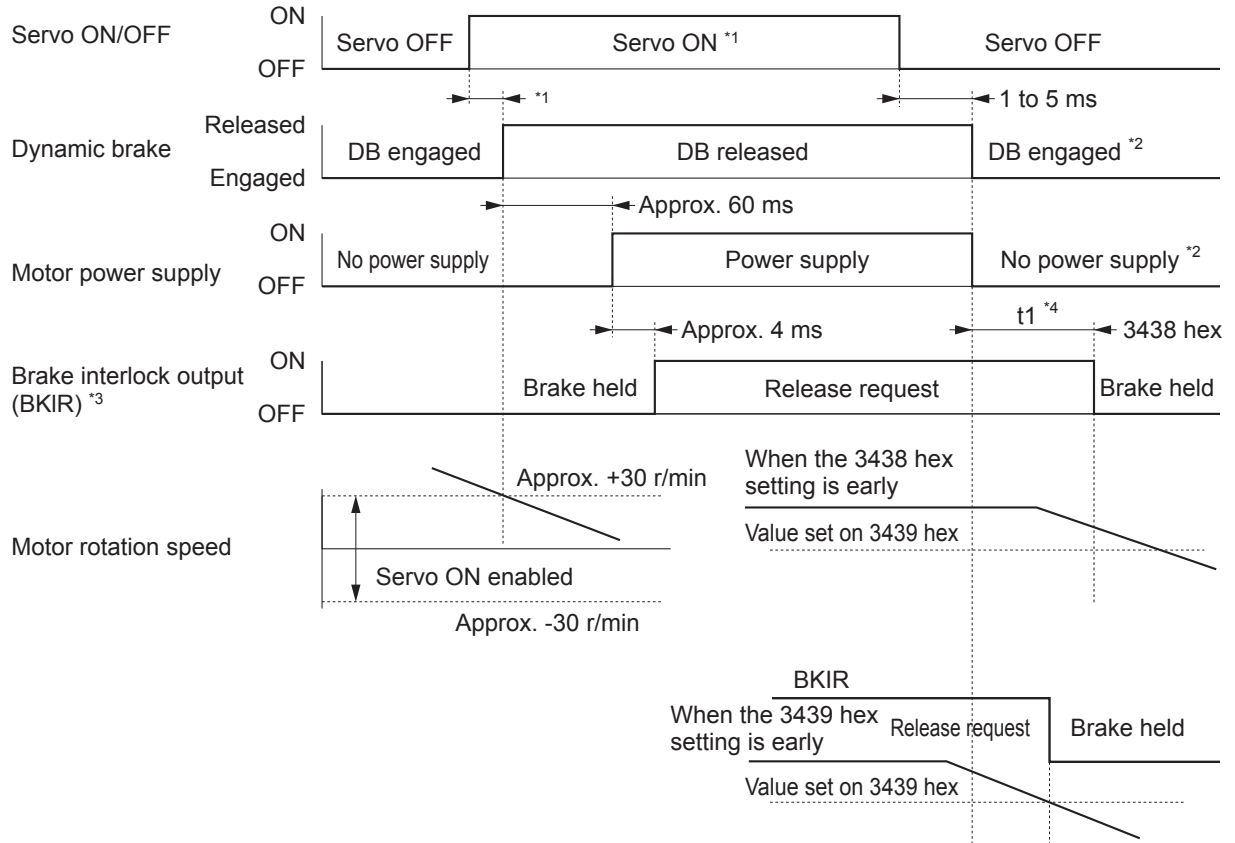 Servo ON/OFF
ON
OFF
Servo OFF
Servo ON *1
Servo OFF
*1
1 to 5 ms
Dynamic brake
Released
Engaged
DB engaged
DB released
DB engaged *2
Approx. 60 ms
Motor power supply
ON
OFF
No power supply
Power supply
No power supply *2
Approx. 4 ms
t1 *4
3438 hex
Brake interlock output
(BKIR) *3
ON
OFF
Brake held
Release request
Brake held
Motor rotation speed
Approx. +30 r/min
Servo ON enabled
Approx. -30 r/min
When the 3438 hex
setting is early
Value set on 3439 hex
BKIR
When the 3439 hex
setting is early
Release request
Brake held
Value set on 3439 hex